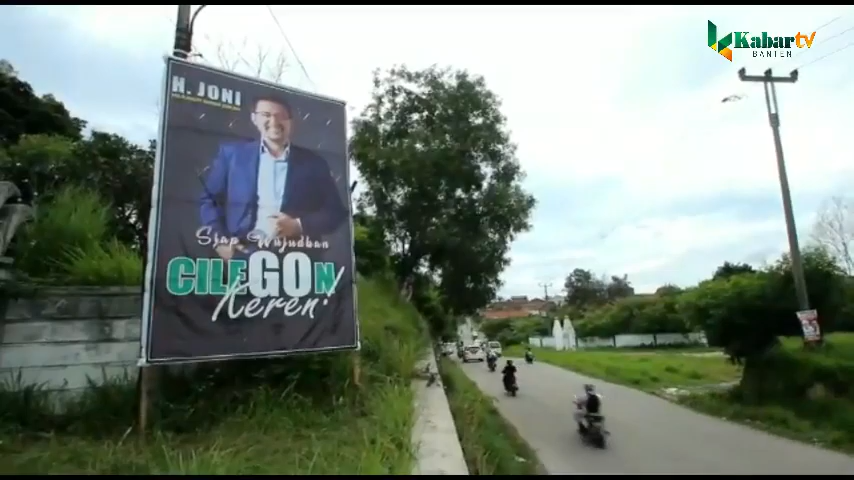 Kabartv
BANTEN
H. JONI
Siap Wujudkan
CILEGON
Keren!